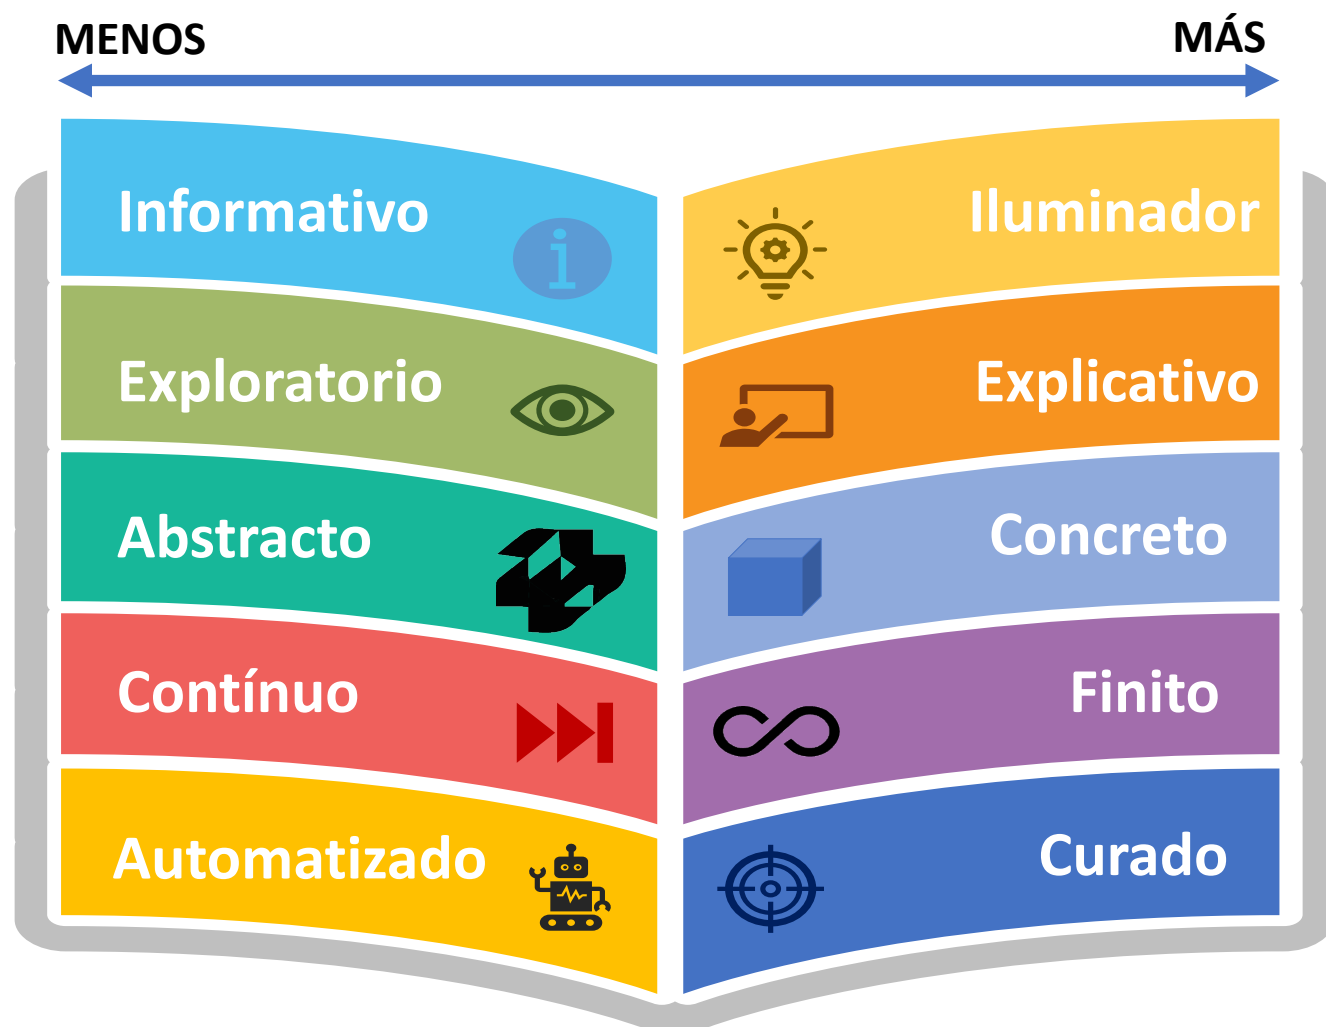 MENOS
MÁS
Informativo
Iluminador
Exploratorio
Explicativo
Abstracto
Concreto
Contínuo
Finito
Automatizado
Curado